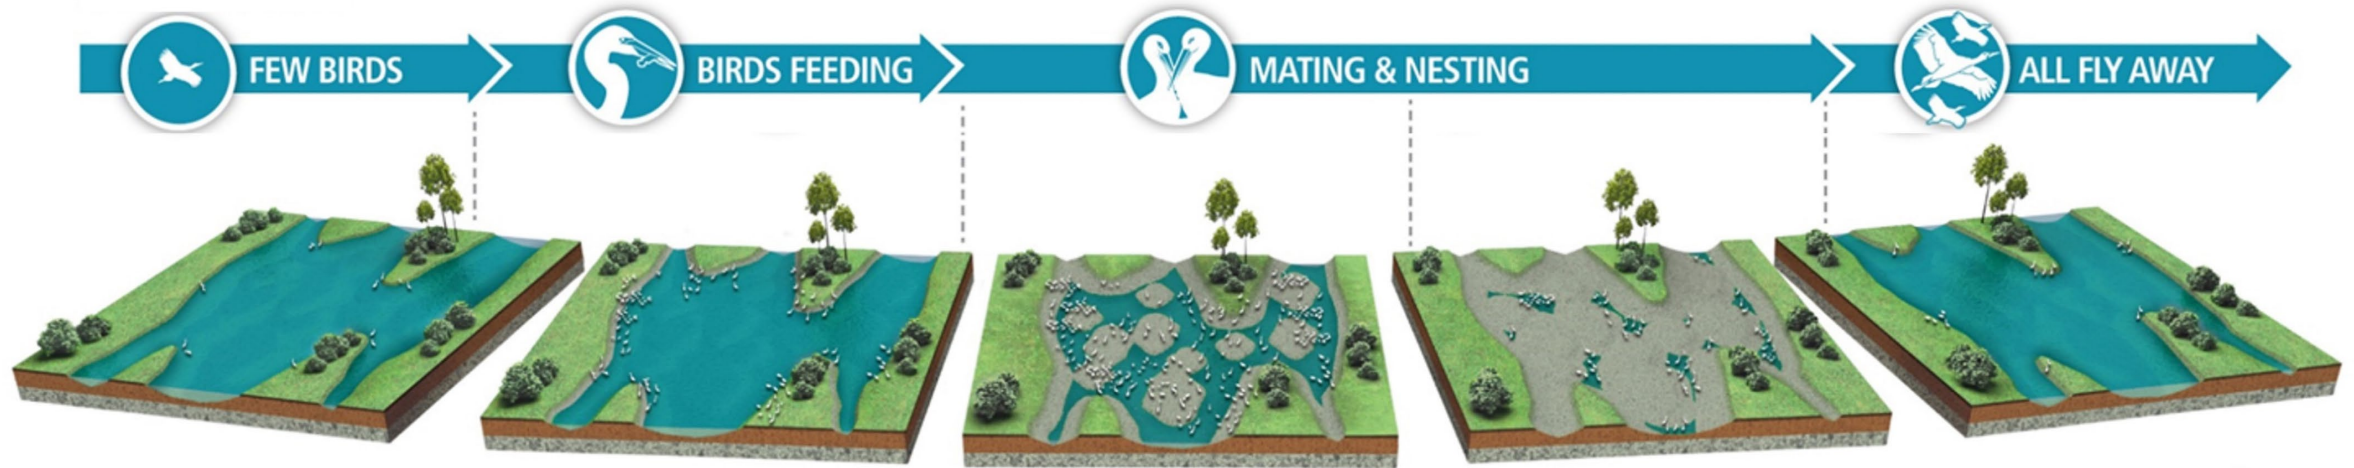 FEW BIRDS
BIRDS FEEDING
MATING & NESTING
ALL FLY AWAY